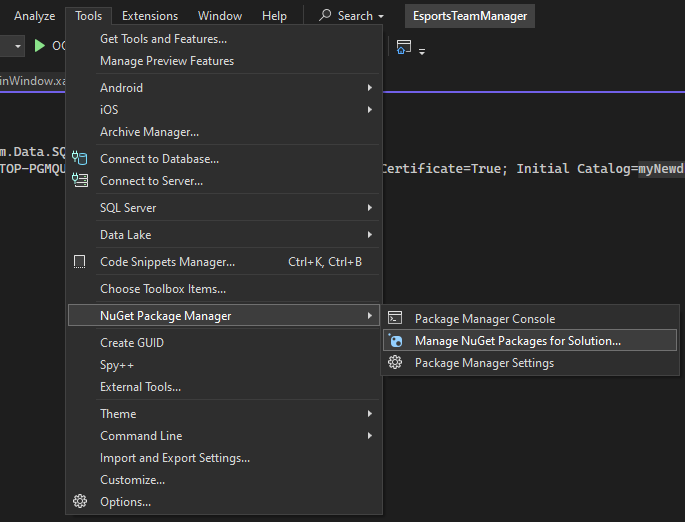 Analyze Tools Extensions Window Help Search EsportsTeamManager
Get Tools and Features...
Manage Preview Features
Android
iOS
Archive Manager...
Connect to Database...
Connect to Server...
SQL Server
Data Lake
Code Snippets Manager... Ctrl+K, Ctrl+B
Choose Toolbox Items...
NuGet Package Manager
Package Manager Console
Manage NuGet Packages for Solution...
Package Manager Settings
Create GUID
Spy++
External Tools...
Theme
Command Line
Import and Export Settings...
Customize...
Options...
inWindow.xa
m.Data.SQ
TOP-PGMQU Certificate=True; Initial Catalog=myNewd